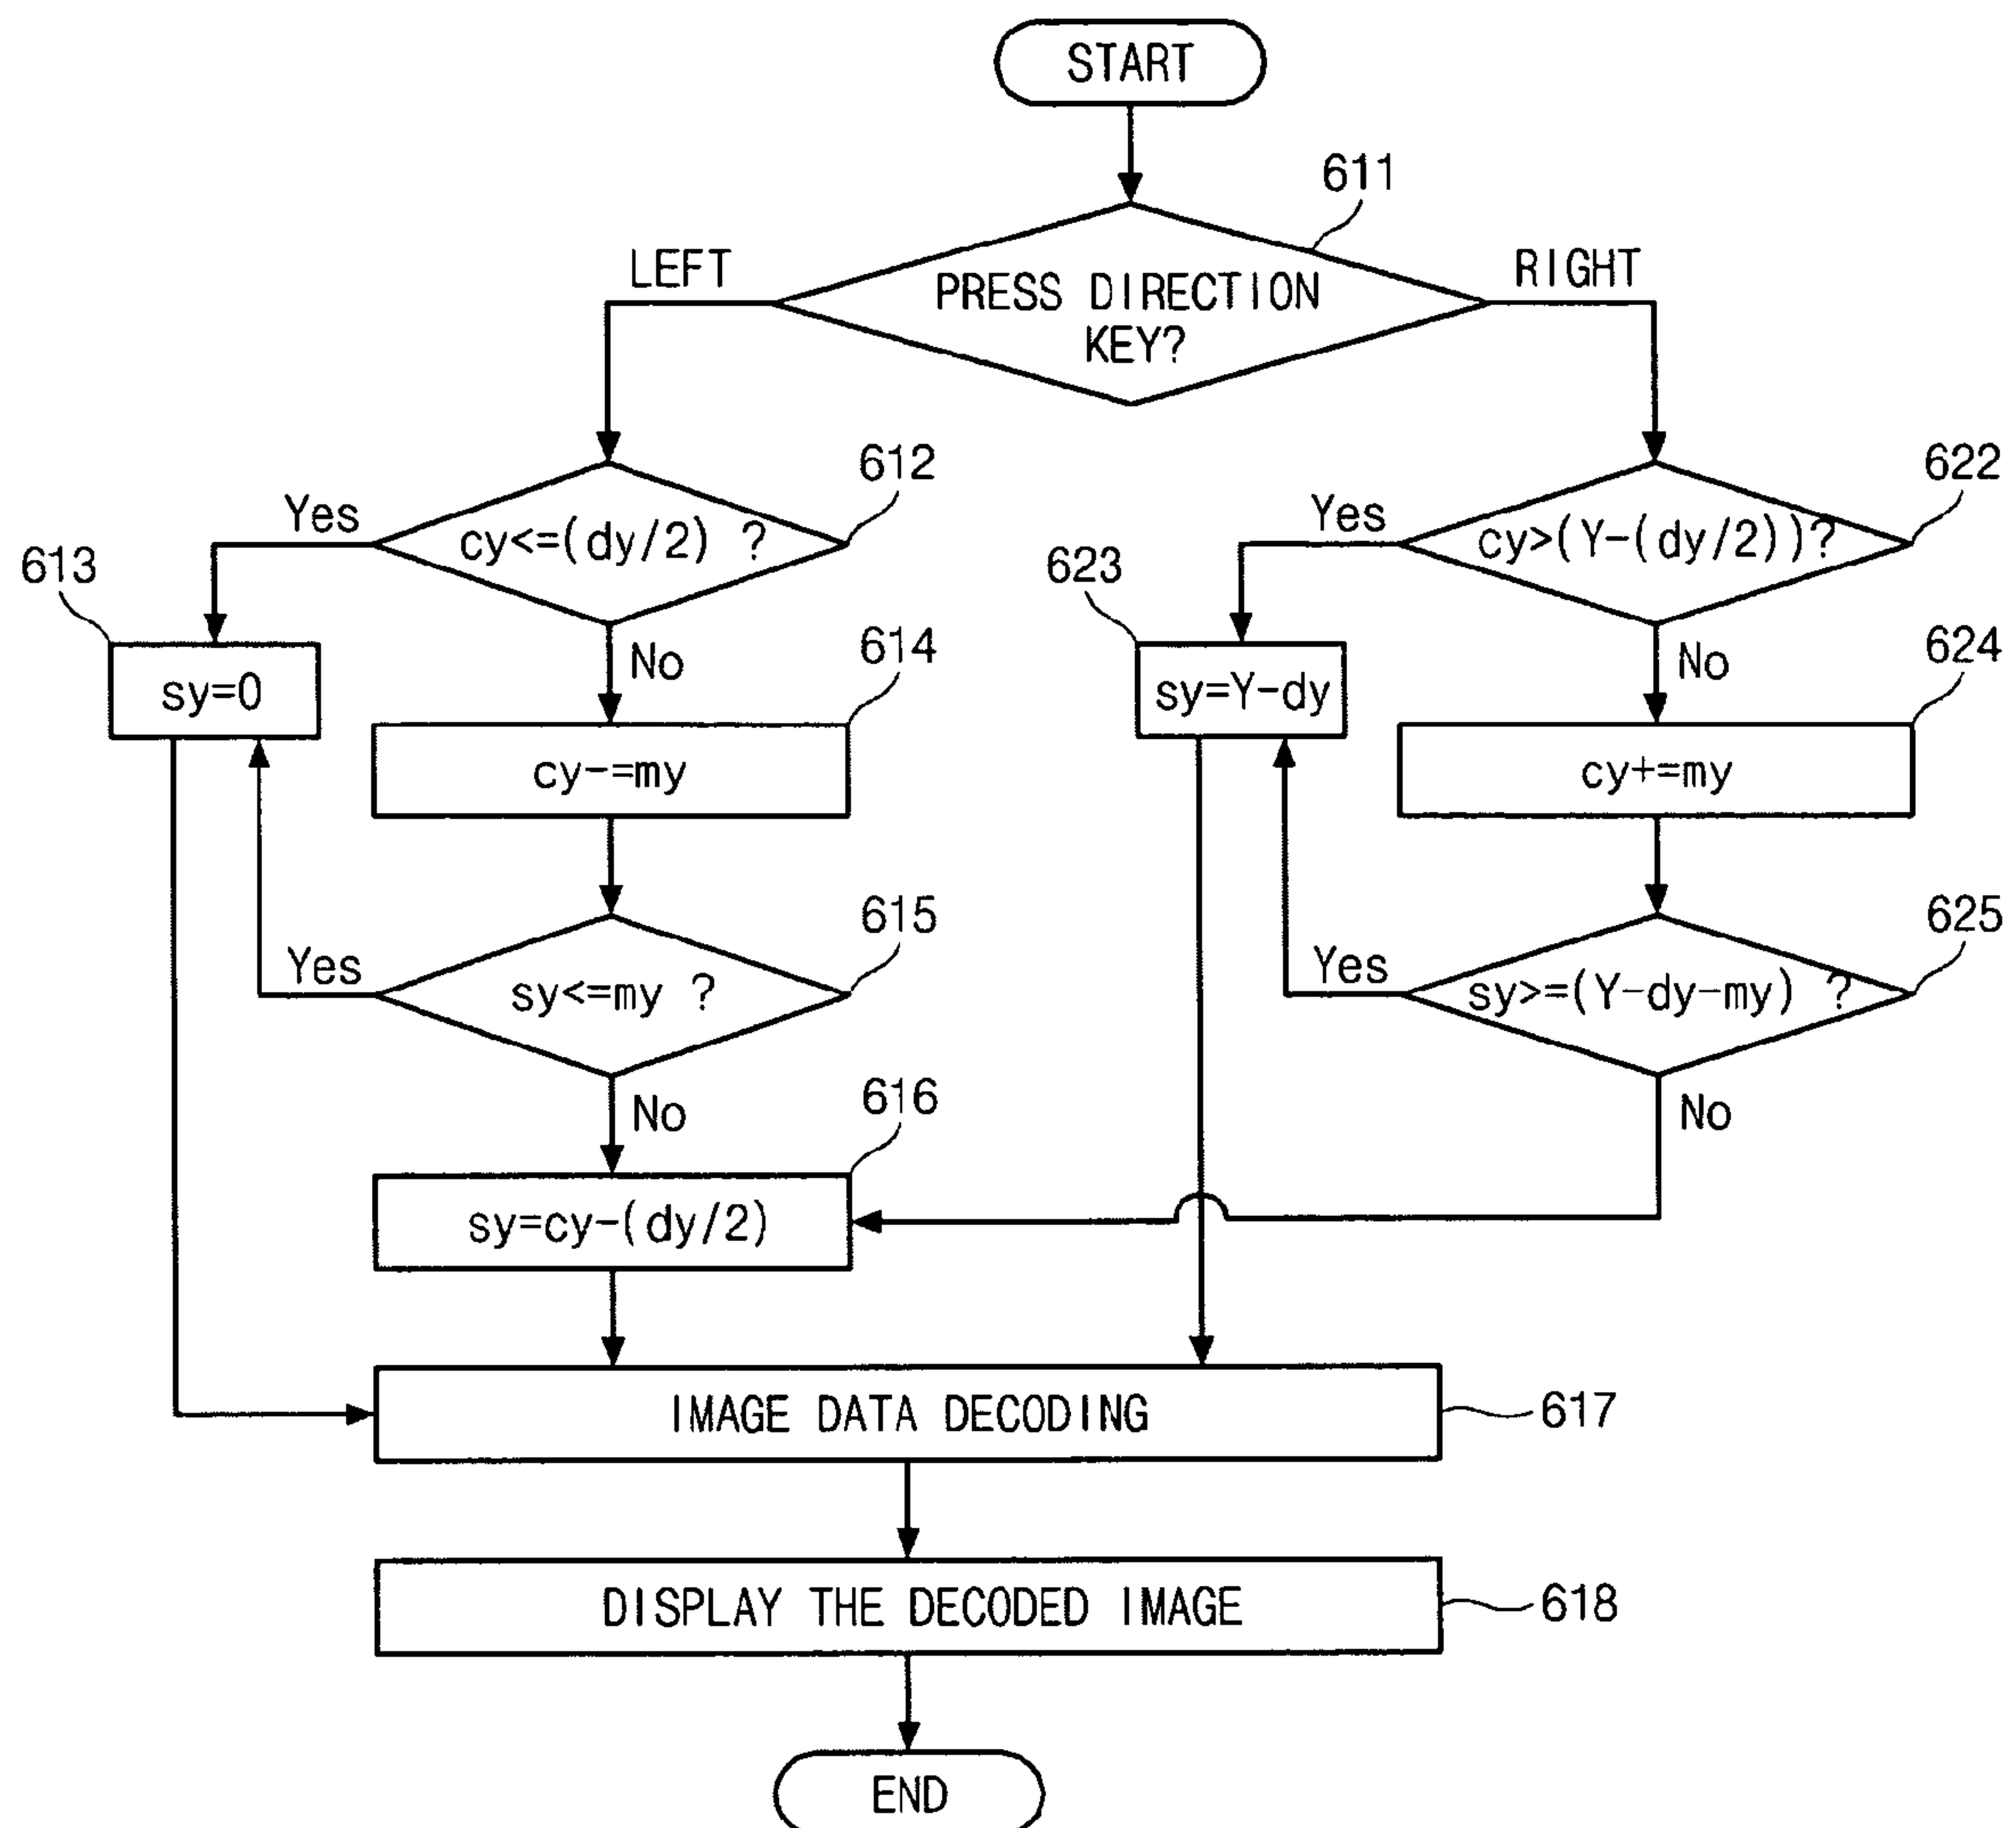 START
611
LEFT
RIGHT
PRESS DIRECTION
KEY?
612
622
Yes
cy<=(dy/2) ?
Yes
cy>(Y-(dy/2))?
613
623
No
614
No
624
sy=0
sy=Y-dy
cy-=my
cy+=my
615
625
Yes
sy<=my ?
Yes
sy>=(Y-dy-my) ?
No
616
No
sy=cy-(dy/2)
IMAGE DATA DECODING
617
DISPLAY THE DECODED IMAGE
618
END